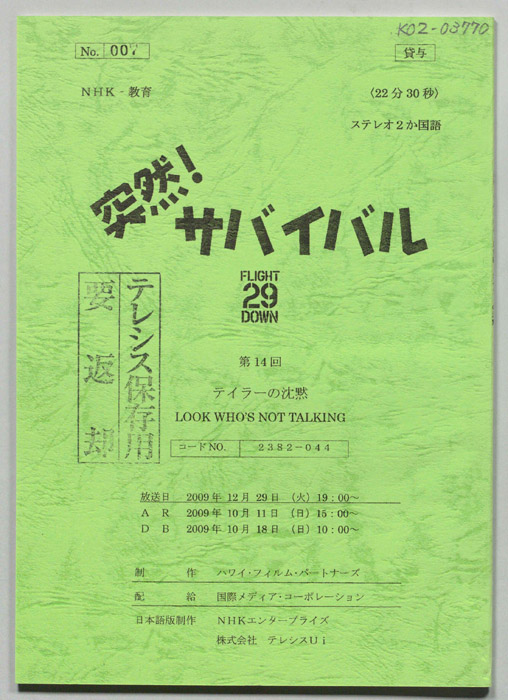 K02-03770
No. 007
貸与
NHK - 教育
〈22分30秒〉
ステレオ2か国語
突然!
サバイバル
FLIGHT
29
DOWN
テレシス保存用
要返却
第14回
テイラーの沈黙
LOOK WHO'S NOT TALKING
コードNO. 2382-044
放送日 2009年 12月 29日 (火) 19:00~
AR 2009年 10月 11日 (日) 15:00~
DB 2009年 10月 18日 (日) 10:00~
制作 ハワイ・フィルム・パートナーズ
配給 国際メディア・コーポレーション
日本語版制作 NHKエンタープライズ
株式会社 テレシスUi